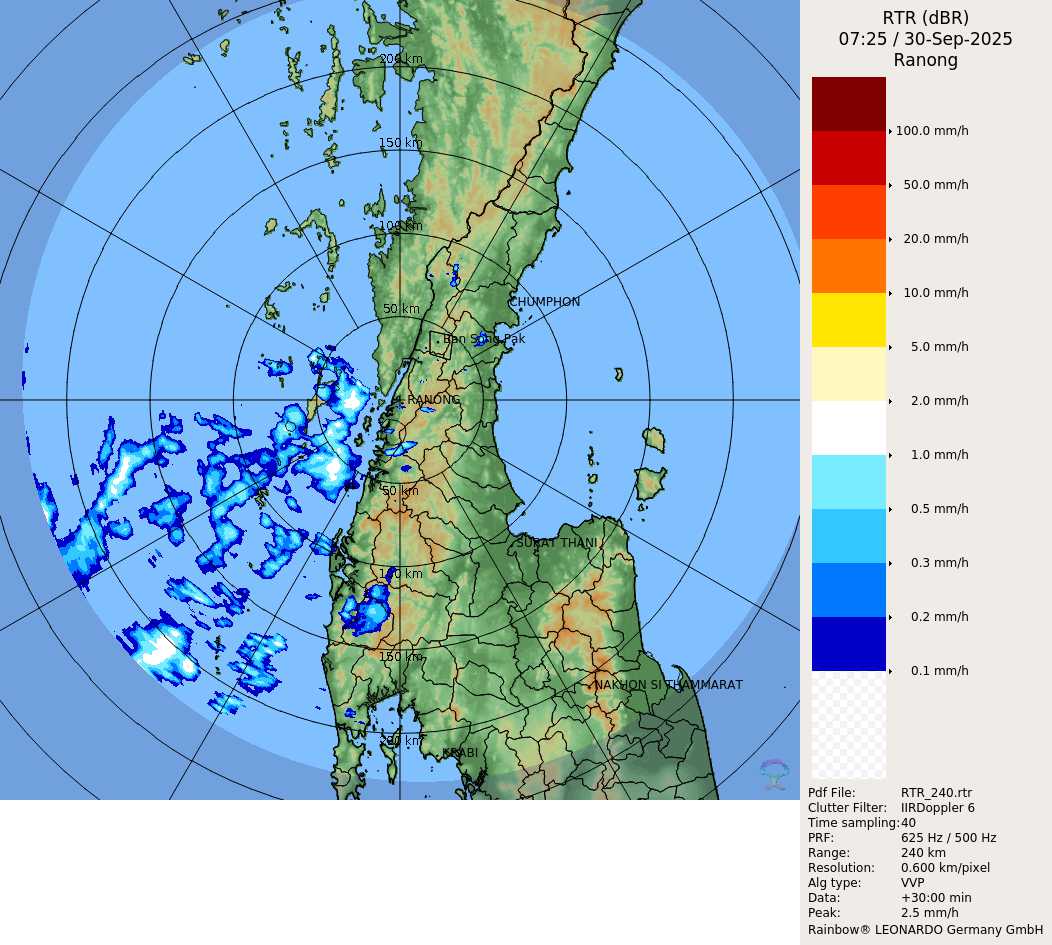 RTR (dBR)
07:25 / 30-Sep-2025
Ranong
200 km
150 km
100 km
50 km
CHUMPHON
Ban Song Pak
RANONG
50 km
SURAT THANI
100 km
150 km
NAKHON SI THAMMARAT
200 km
KRABI
100.0 mm/h
50.0 mm/h
20.0 mm/h
10.0 mm/h
5.0 mm/h
2.0 mm/h
1.0 mm/h
0.5 mm/h
0.3 mm/h
0.2 mm/h
0.1 mm/h
Pdf File: RTR_240.rtr
Clutter Filter: IIRDoppler 6
Time sampling: 40
PRF: 625 Hz / 500 Hz
Range: 240 km
Resolution: 0.600 km/pixel
Alg type: VVP
Data: +30:00 min
Peak: 2.5 mm/h
Rainbow® LEONARDO Germany GmbH